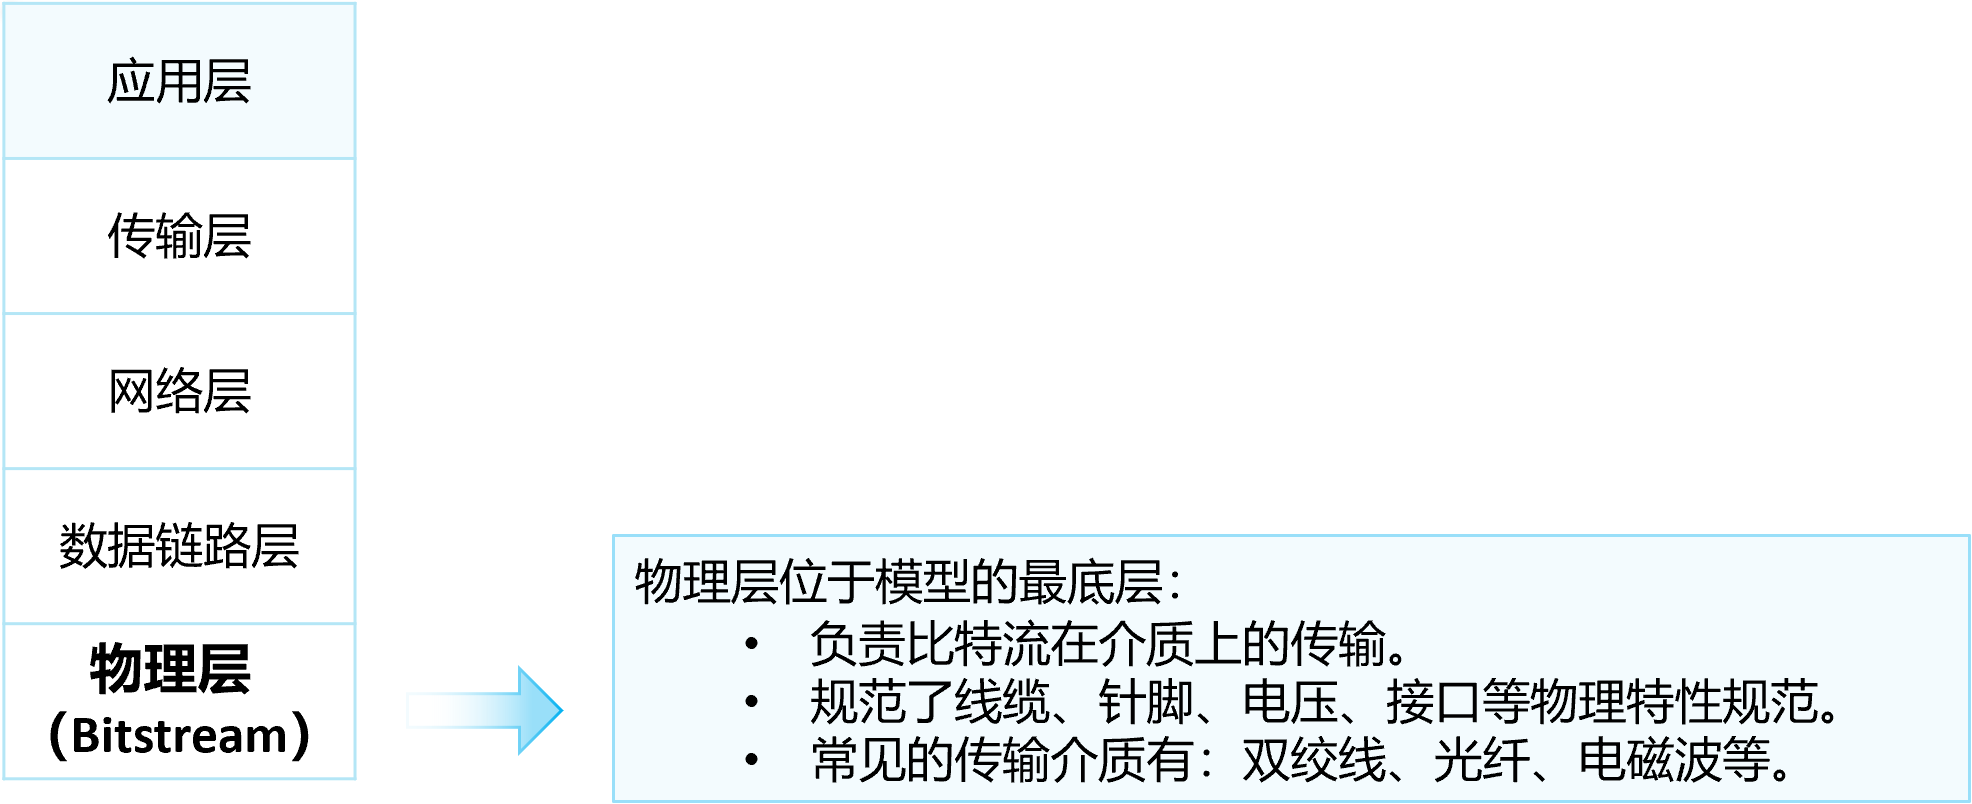 应用层
传输层
网络层
数据链路层
物理层
（Bitstream）
物理层位于模型的最底层：
• 负责比特流在介质上的传输。
• 规范了线缆、针脚、电压、接口等物理特性规范。
• 常见的传输介质有：双绞线、光纤、电磁波等。